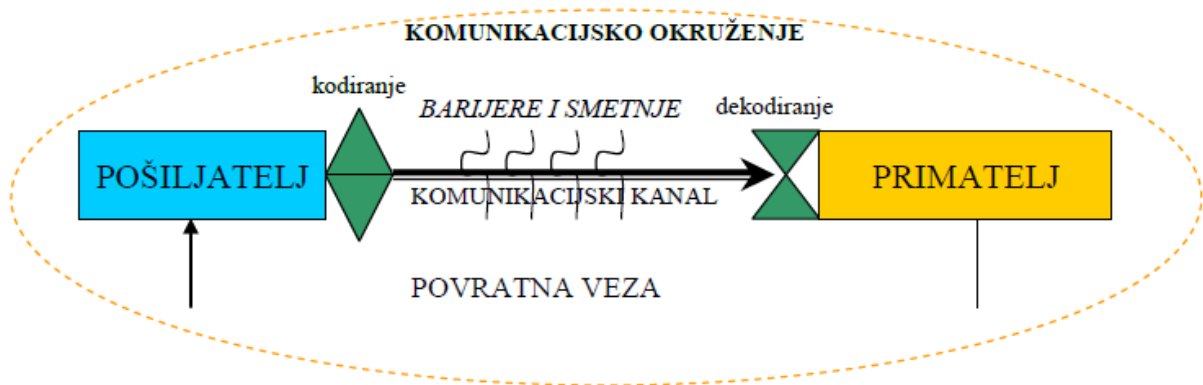 KOMUNIKACIJSKO OKRUŽENJE
kodiranje
BARIJERE I SMETNJE
dekodiranje
POŠILJATELJ
PRIMATELJ
KOMUNIKACIJSKI KANAL
POVRATNA VEZA